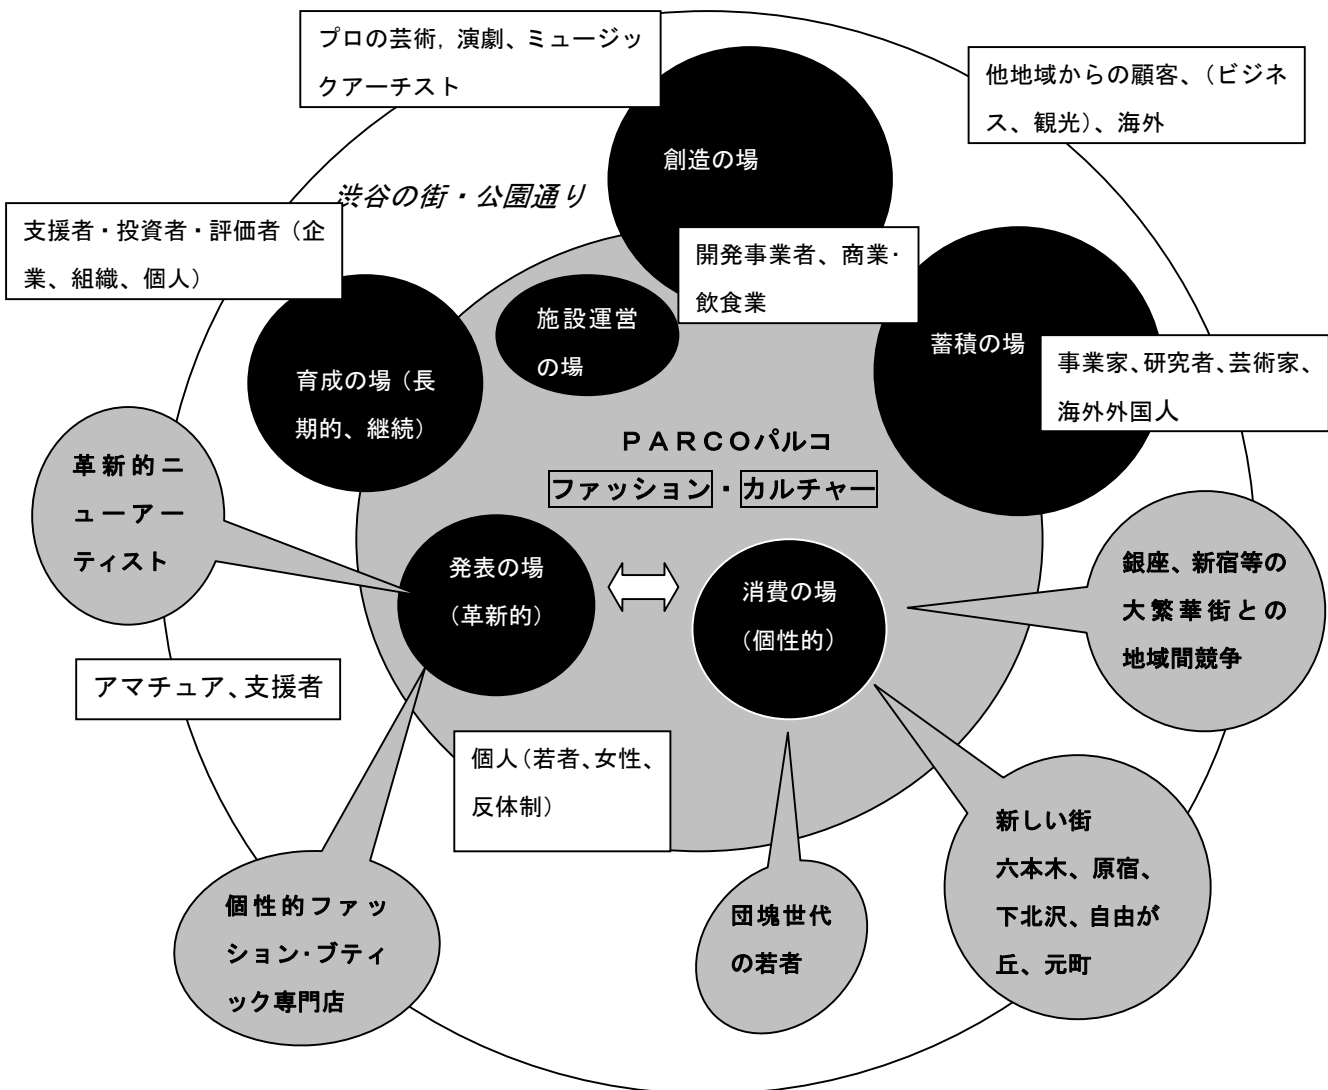 プロの芸術, 演劇、ミュージッ
クアーチスト
他地域からの顧客、（ビジネ
ス、観光）、海外
創造の場
渋谷の街・公園通り
支援者・投資者・評価者（企
業、組織、個人）
開発事業者、商業・
飲食業
施設運営
の場
蓄積の場
事業家、研究者、芸術家、
海外外国人
育成の場（長
期的、継続）
ＰＡＲＣＯパルコ
ファッション・カルチャー
革新的ニ
ューアー
ティスト
発表の場
（革新的）
消費の場
（個性的）
銀座、新宿等の
大繁華街との
地域間競争
アマチュア、支援者
個人（若者、女性、
反体制）
新しい街
六本木、原宿、
下北沢、自由が
丘、元町
個性的ファッ
ション・ブティ
ック専門店
団塊世代
の若者